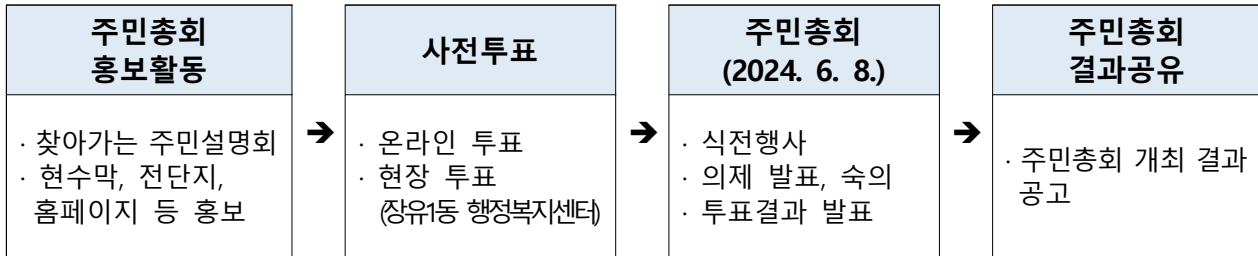 주민총회
홍보활동
· 찾아가는 주민설명회
· 현수막, 전단지,
홈페이지 등 홍보
➔
사전투표
· 온라인 투표
· 현장 투표
(장유1동 행정복지센터)
➔
주민총회
(2024. 6. 8.)
· 식전행사
· 의제 발표, 숙의
· 투표결과 발표
➔
주민총회
결과공유
· 주민총회 개최 결과
공고